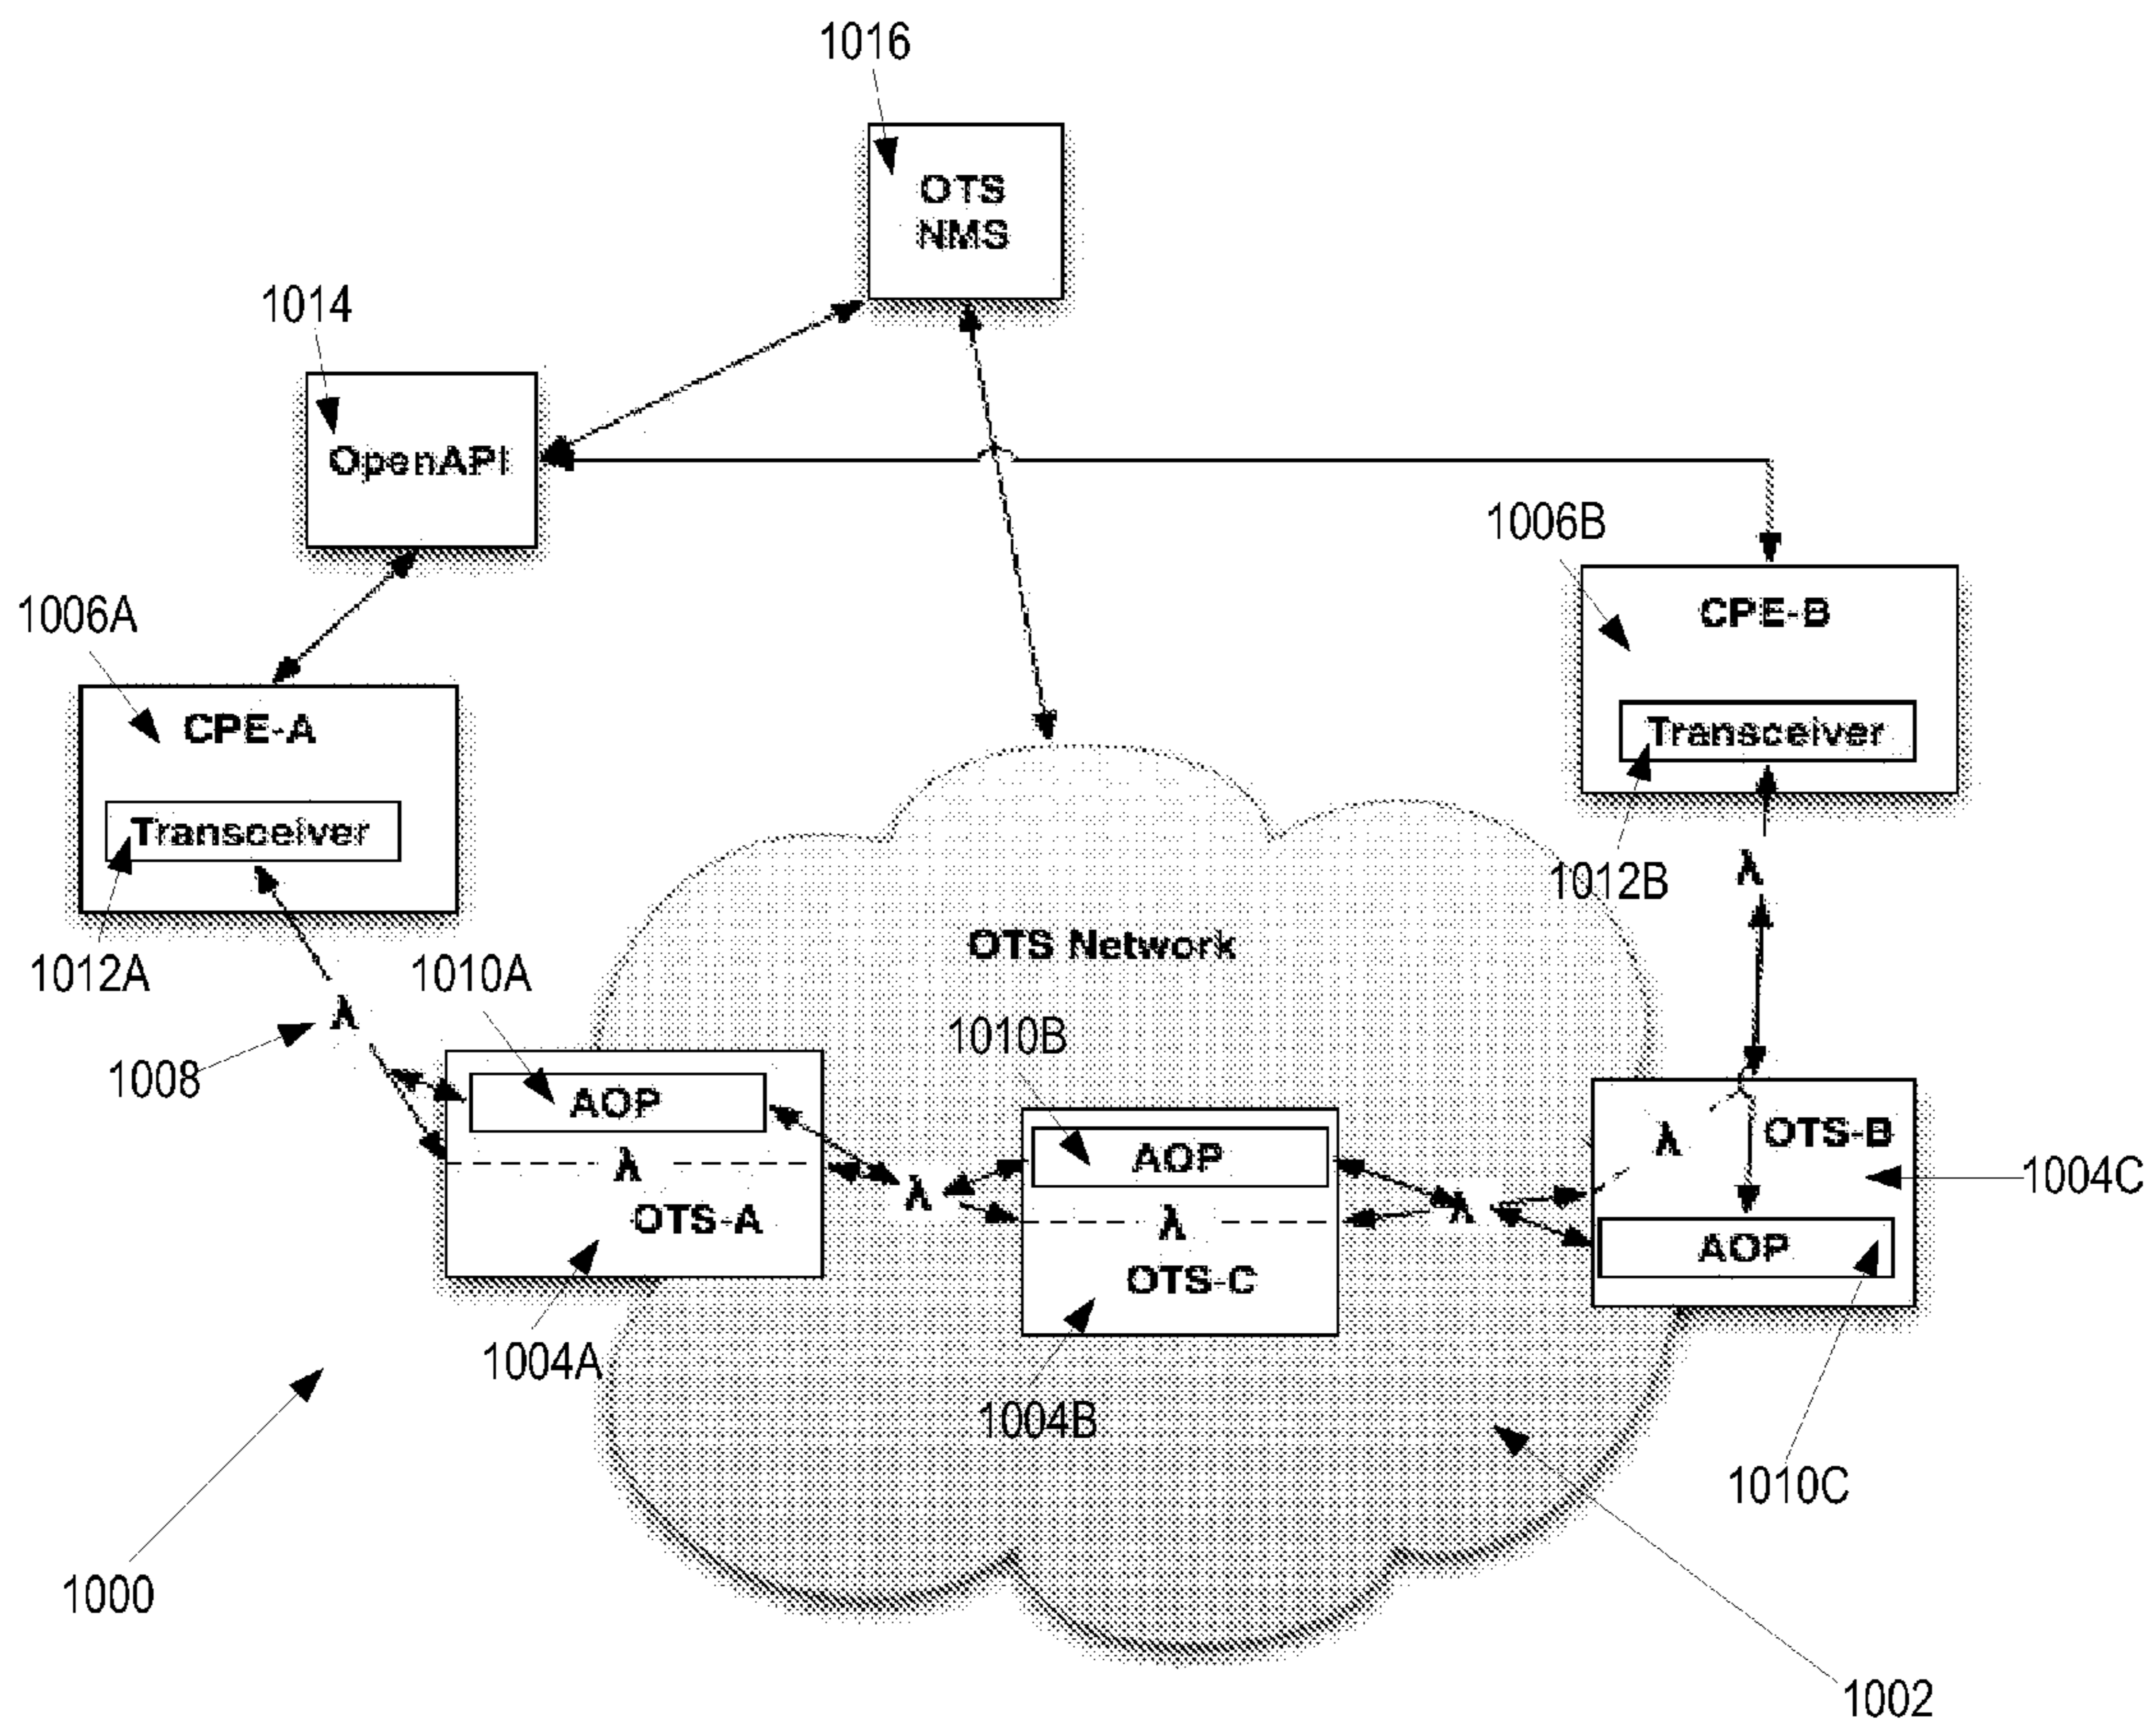 1016
OTS
NMS
1014
OpenAPI
1006B
CPE-B
Transceiver
1006A
CPE-A
Transceiver
1012B
λ
OTS Network
1012A
1010A
λ
1008
1010B
AOP
λ
OTS-A
λ
AOP
λ
OTS-C
λ
λ
OTS-B
AOP
1004C
1004A
1004B
1010C
1000
1002